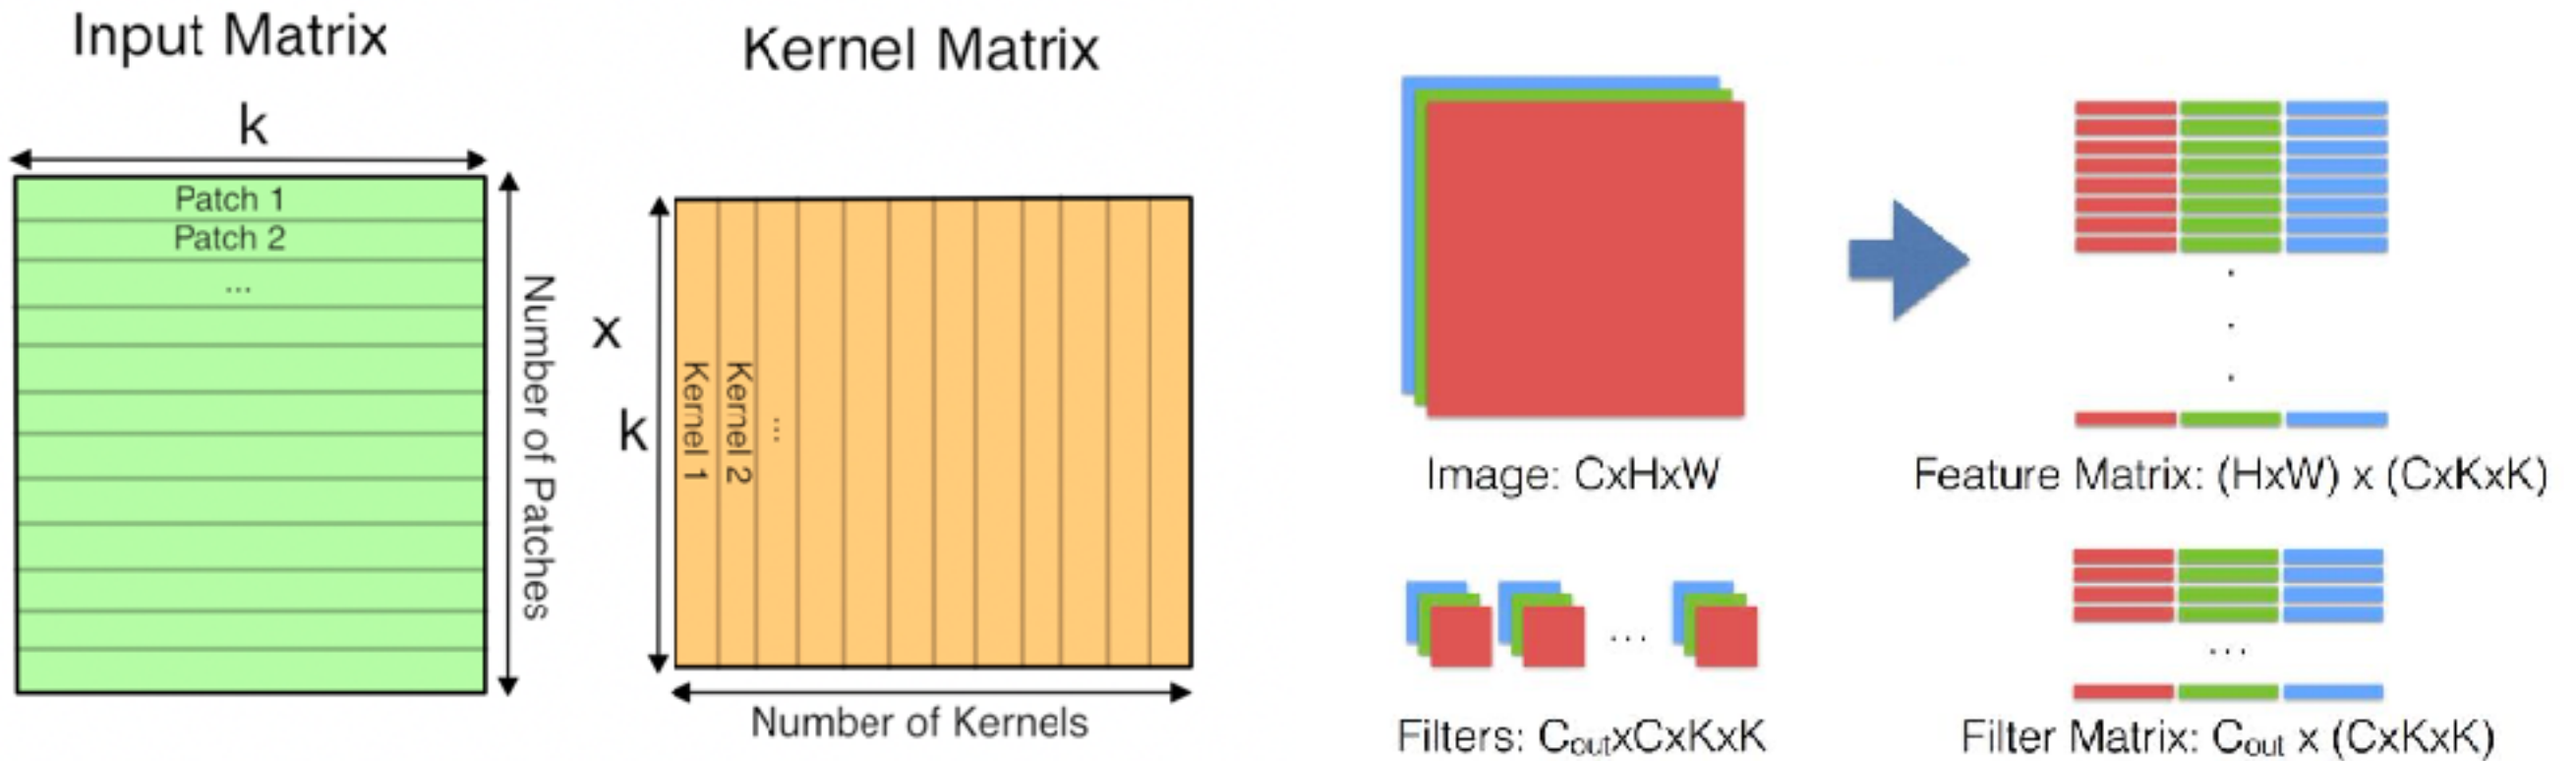 Input Matrix
k
Patch 1
Patch 2
...
Number of Patches
x
Kernel Matrix
k
Kernel 1
Kernel 2
...
Number of Kernels
Image: CxHxW
Feature Matrix: (HxW) x (CxKxK)
...
Filters: CoutxCxKxK
...
Filter Matrix: Cout x (CxKxK)